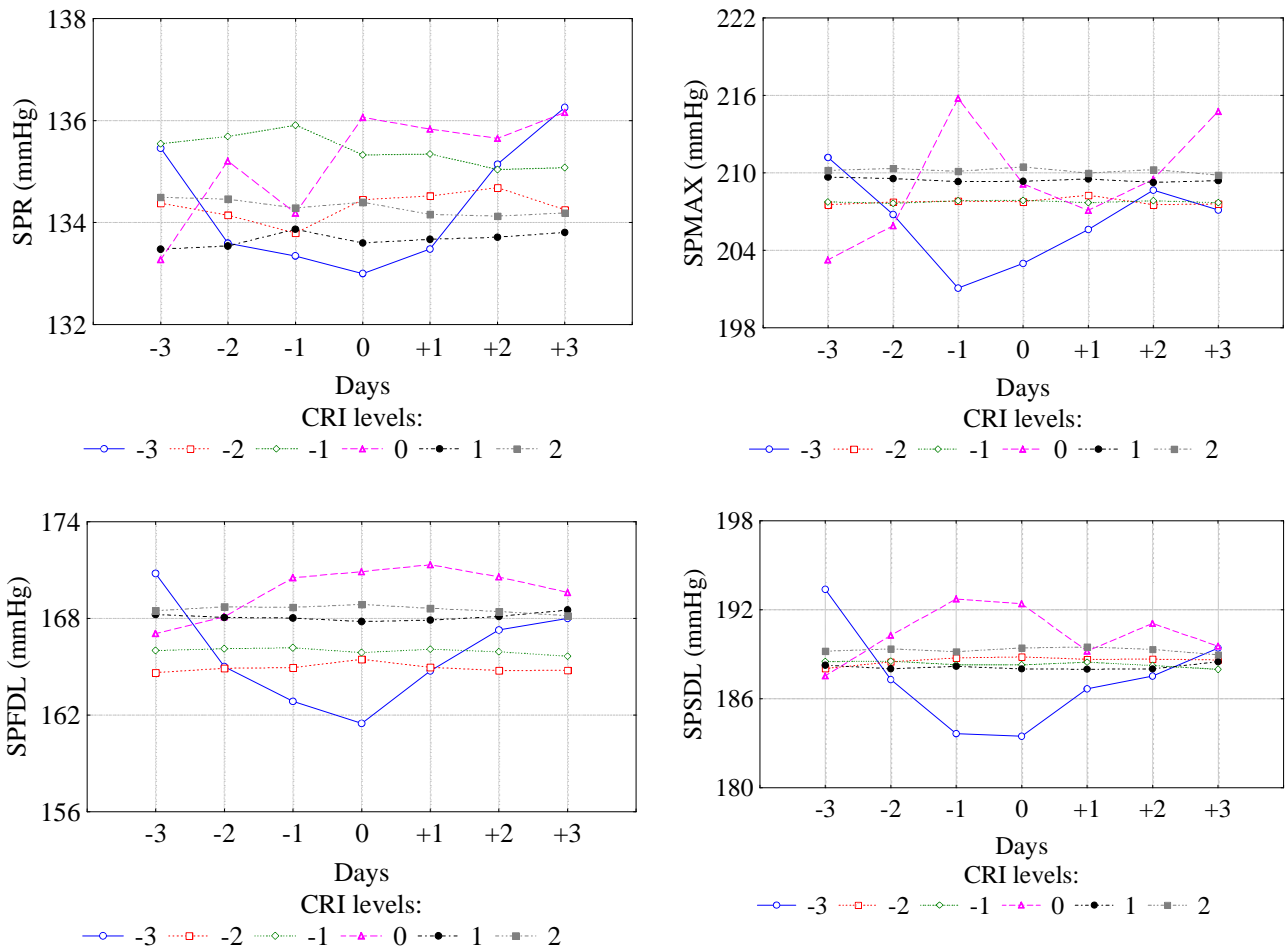 SPR (mmHg)
138
136
134
132
-3 -2 -1 0 +1 +2 +3
Days
CRI levels:
-3 -2 -1 0 1 2
SPMAX (mmHg)
222
216
210
204
198
-3 -2 -1 0 +1 +2 +3
Days
CRI levels:
-3 -2 -1 0 1 2
SPFDL (mmHg)
174
168
162
156
-3 -2 -1 0 +1 +2 +3
Days
CRI levels:
-3 -2 -1 0 1 2
SPSDL (mmHg)
198
192
186
180
-3 -2 -1 0 +1 +2 +3
Days
CRI levels:
-3 -2 -1 0 1 2